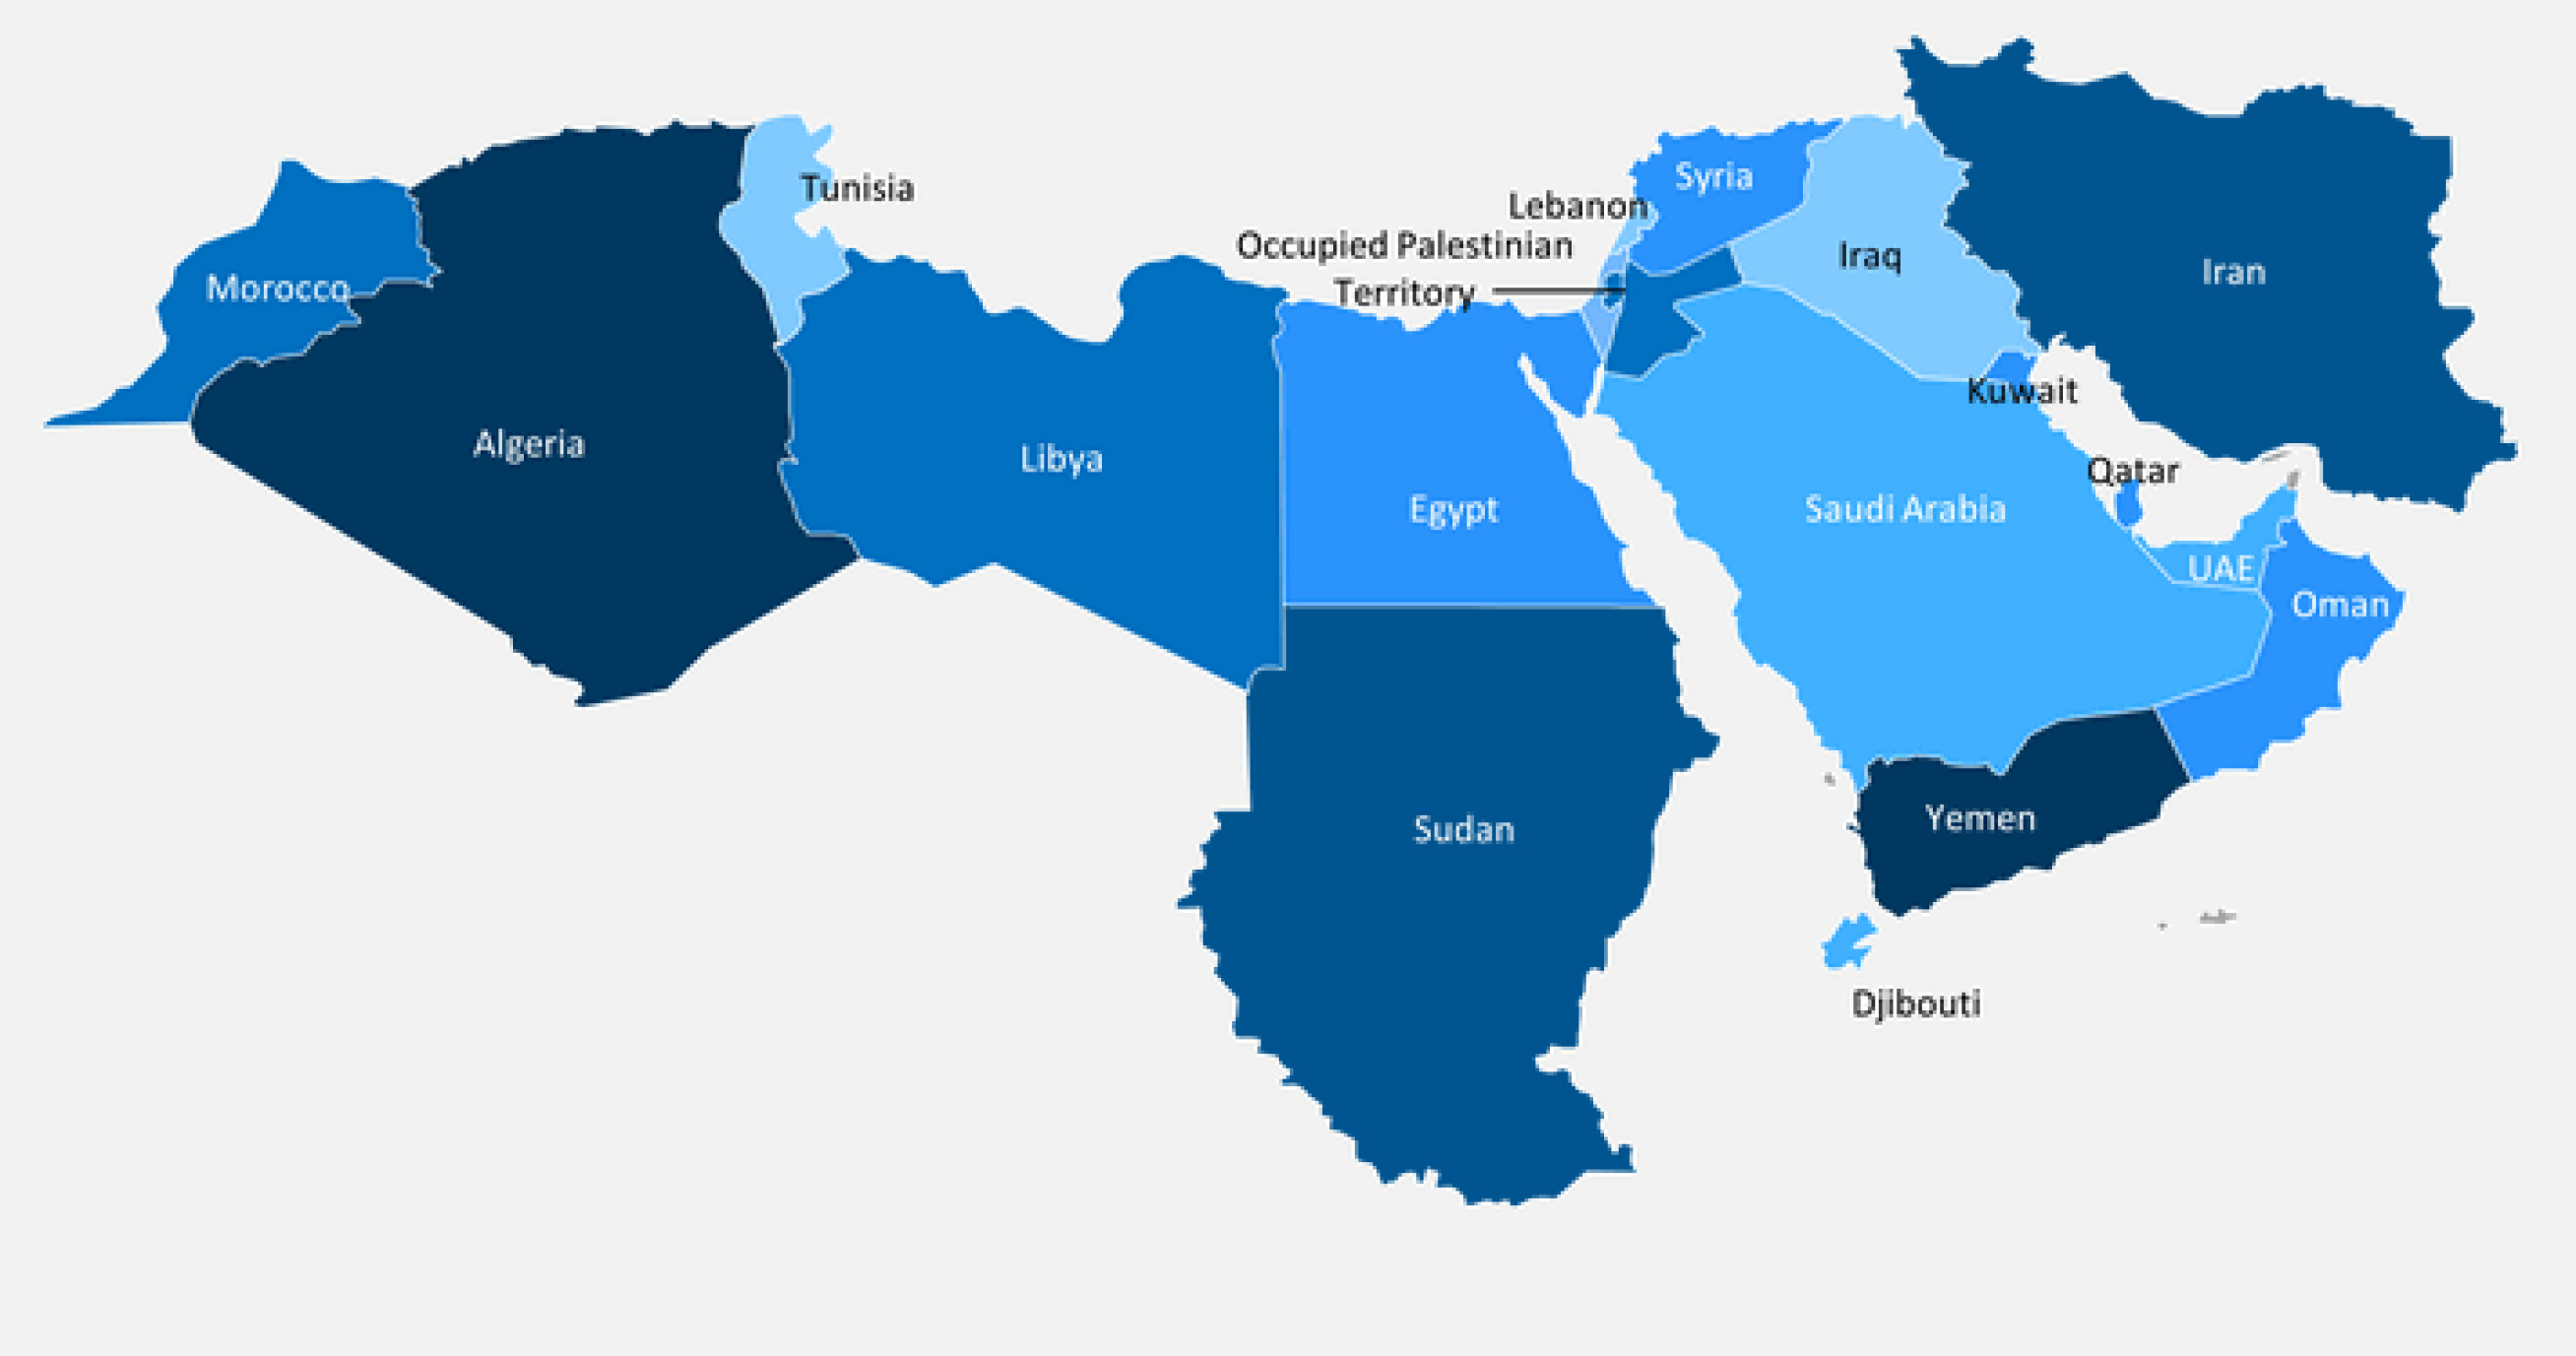 Tunisia
Syria
Lebanon
Occupied Palestinian
Territory
Iraq
Iran
Morocco
Kuwait
Algeria
Libya
Qatar
Egypt
Saudi Arabia
UAE
Oman
Sudan
Yemen
Djibouti